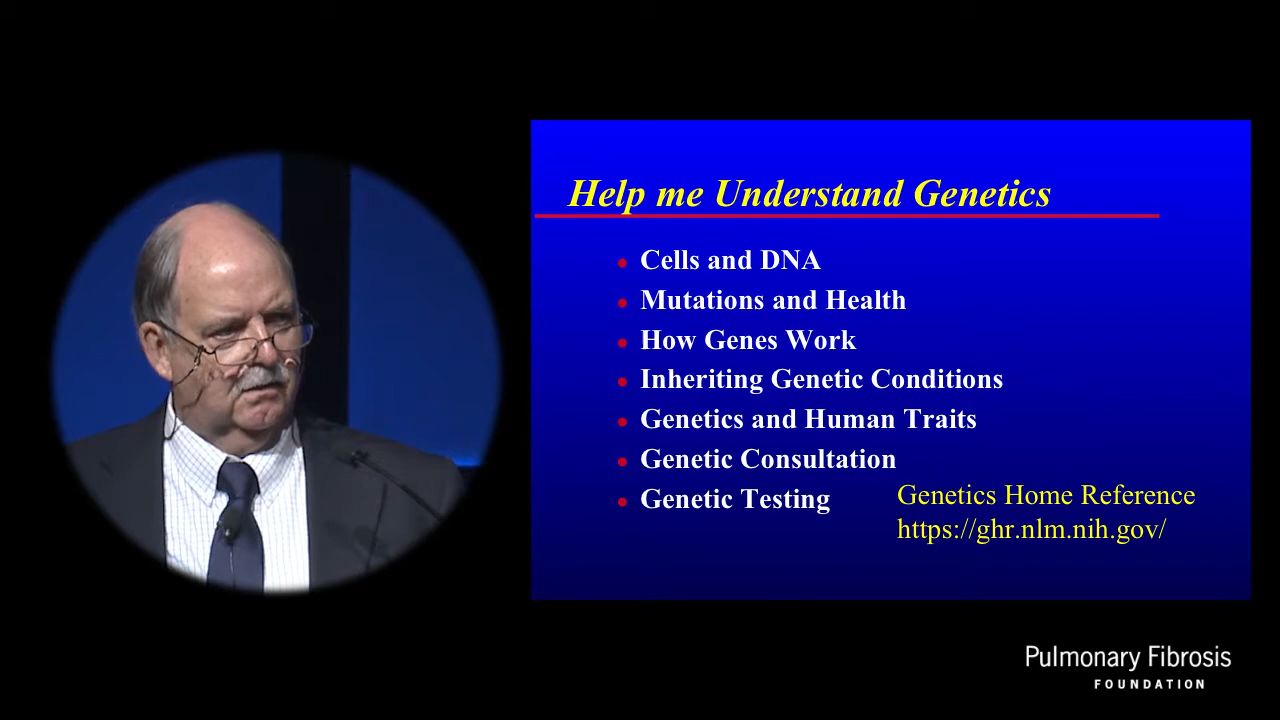 Help me Understand Genetics
Cells and DNA
Mutations and Health
How Genes Work
Inheriting Genetic Conditions
Genetics and Human Traits
Genetic Consultation
Genetic Testing
Genetics Home Reference
https://ghr.nlm.nih.gov/
Pulmonary Fibrosis
FOUNDATION